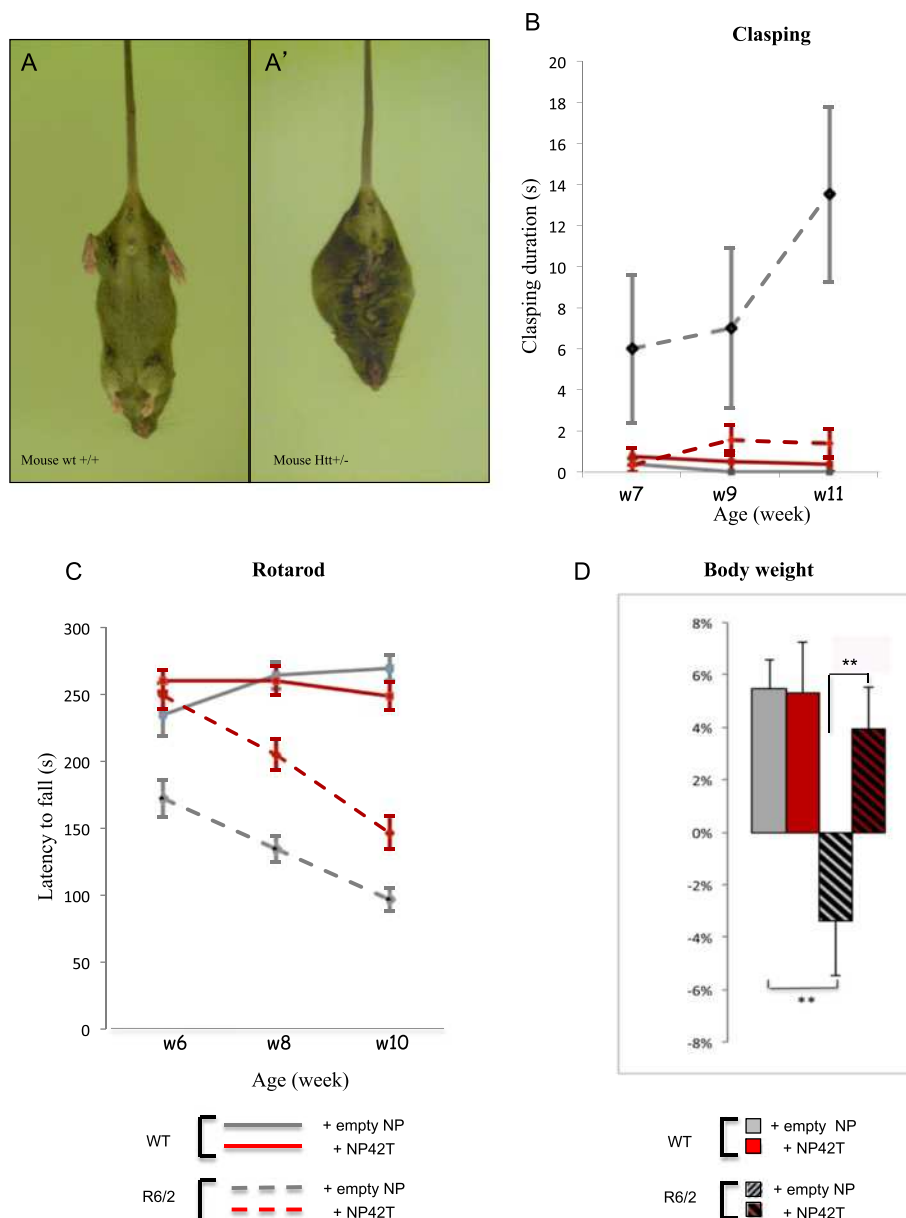 A
A'
Mouse wt +/+
Mouse Htt+/-
B
Clasping
Clasping duration (s)
20
18
16
14
12
10
8
6
4
2
0
w7
w9
w11
Age (week)
C
Rotarod
Latency to fall (s)
300
250
200
150
100
50
0
w6
w8
w10
Age (week)
WT
+ empty NP
+ NP42T
R6/2
+ empty NP
+ NP42T
D
Body weight
8%
6%
4%
2%
0%
-2%
-4%
-6%
-8%
**
**
WT
+ empty NP
+ NP42T
R6/2
+ empty NP
+ NP42T